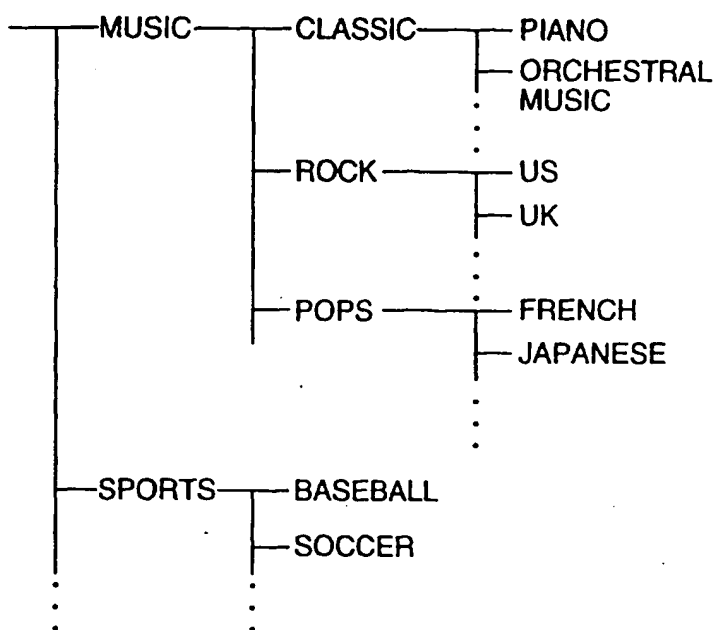 MUSIC CLASSIC PIANO
ORCHESTRAL
MUSIC
ROCK US
UK
POPS FRENCH
JAPANESE
SPORTS BASEBALL
SOCCER